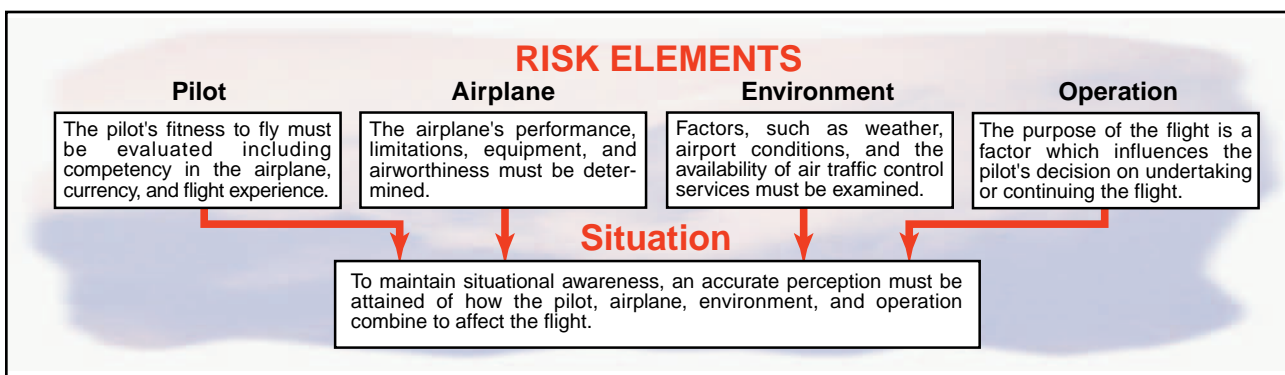 RISK ELEMENTS
Pilot
The pilot's fitness to fly must
be evaluated including
competency in the airplane,
currency, and flight experience.
Airplane
The airplane's performance,
limitations, equipment, and
airworthiness must be deter-
mined.
Environment
Factors, such as weather,
airport conditions, and the
availability of air traffic control
services must be examined.
Operation
The purpose of the flight is a
factor which influences the
pilot's decision on undertaking
or continuing the flight.
Situation
To maintain situational awareness, an accurate perception must be
attained of how the pilot, airplane, environment, and operation
combine to affect the flight.